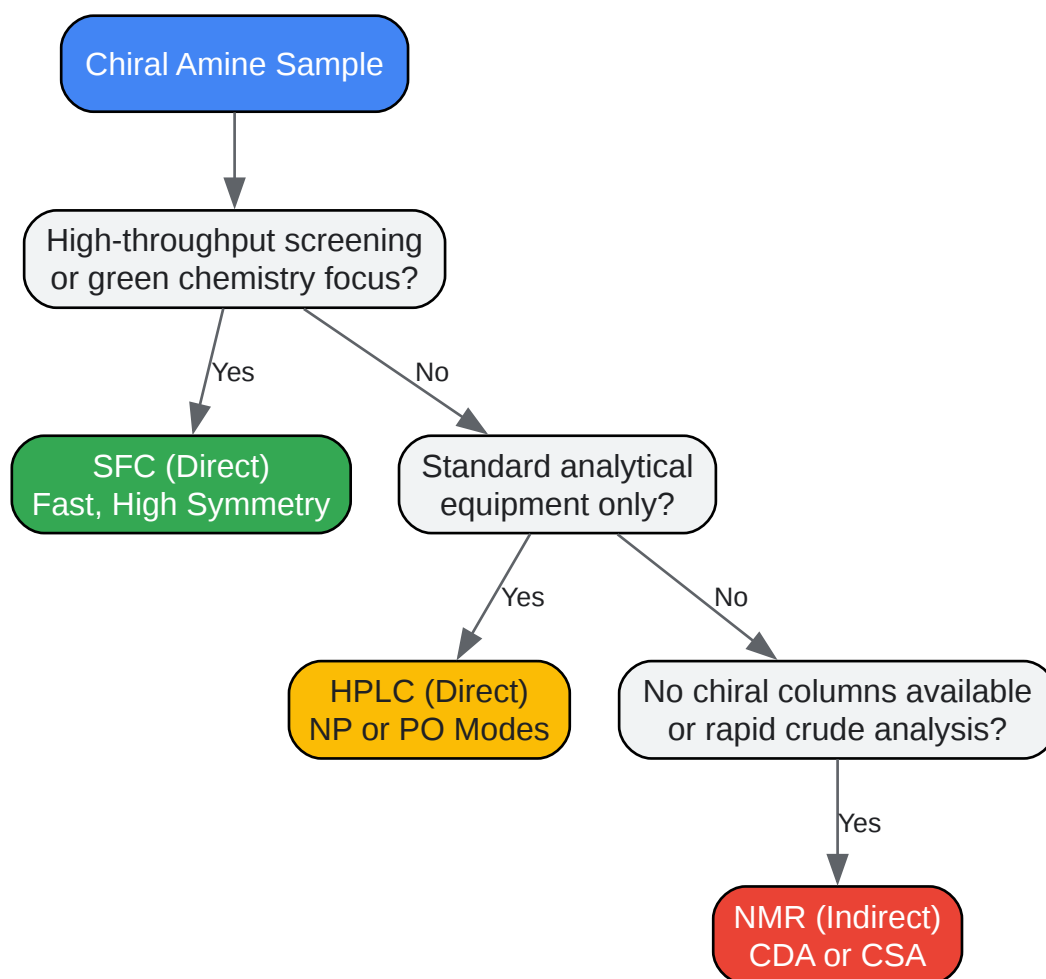 Chiral Amine Sample
High-throughput screening
or green chemistry focus?
Yes
No
SFC (Direct)
Fast, High Symmetry
Standard analytical
equipment only?
Yes
No
HPLC (Direct)
NP or PO Modes
No chiral columns available
or rapid crude analysis?
Yes
NMR (Indirect)
CDA or CSA